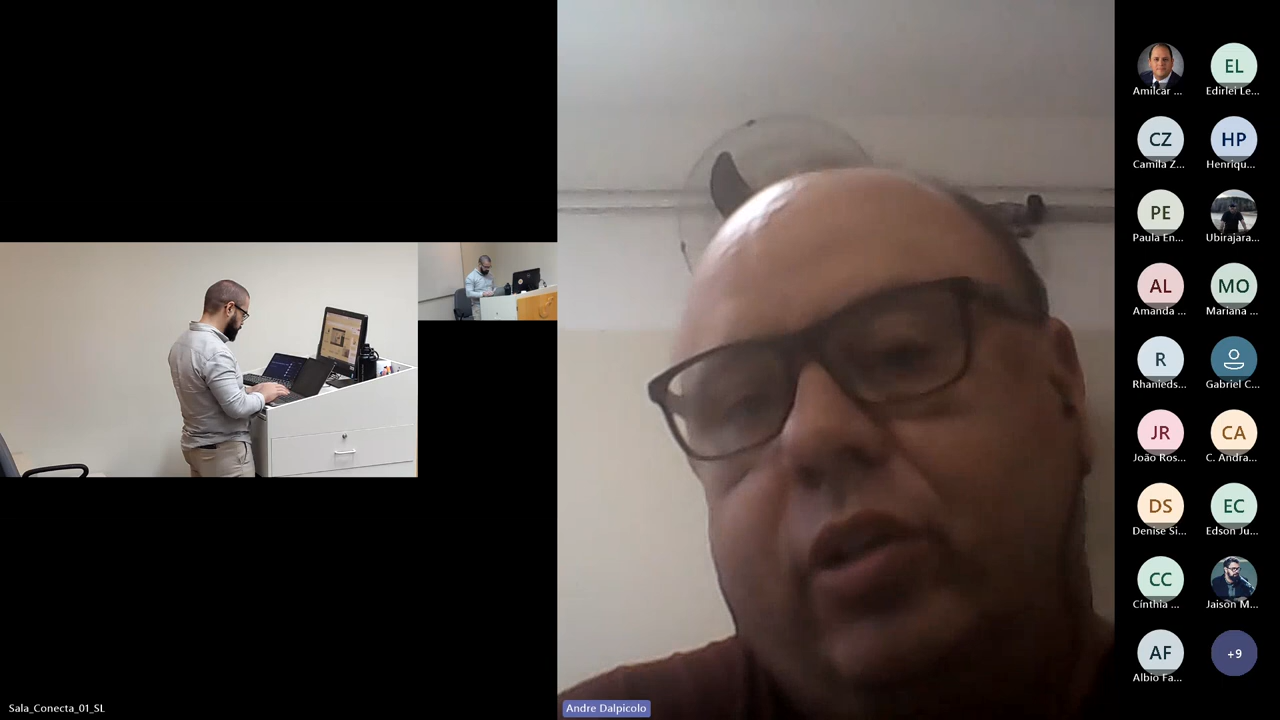 Amilcar ...
EL
Edirlei Le...
CZ
Camila Z...
HP
Henriqu...
PE
Paula En...
Ubirajara...
AL
Amanda ...
MO
Mariana ...
R
Rhanieds...
Gabriel C...
JR
João Ros...
CA
C. Andra...
DS
Denise Si...
EC
Edson Ju...
CC
Cínthia ...
Jaison M...
AF
Albio Fa...
+9
Sala_Conecta_01_SL
Andre Dalpicolo